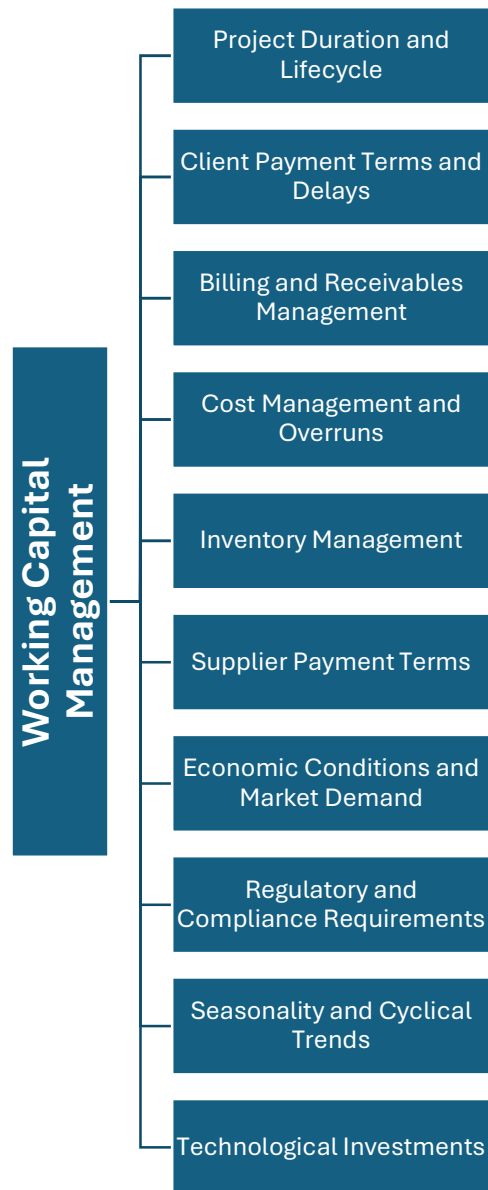 Working Capital
Management
Project Duration and
Lifecycle
Client Payment Terms and
Delays
Billing and Receivables
Management
Cost Management and
Overruns
Inventory Management
Supplier Payment Terms
Economic Conditions and
Market Demand
Regulatory and
Compliance Requirements
Seasonality and Cyclical
Trends
Technological Investments